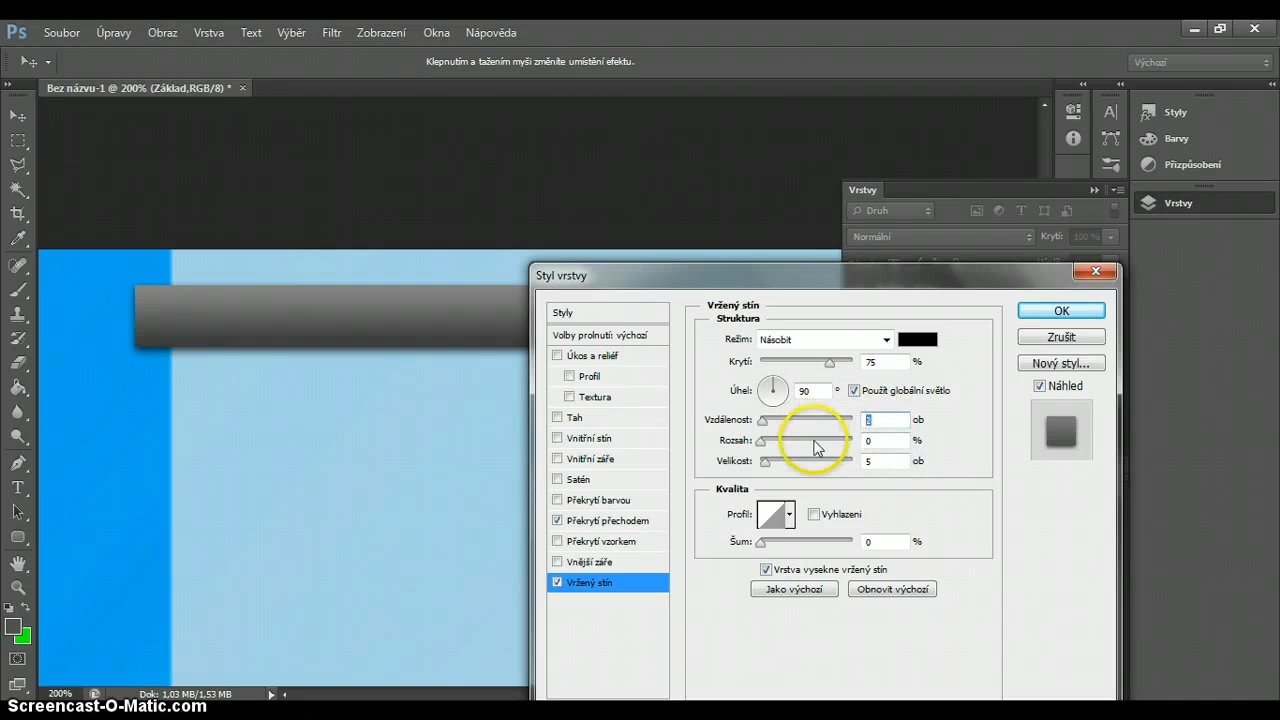 Ps Soubor Úpravy Obraz Vrstva Text Výběr Filtr Zobrazení Okna Nápověda
Klepnutím a tažením myši změníte umístění efektu. Výchozí
Bez názvu-1 @ 200% (Základ,RGB/8) * ×
Styly
Barvy
Přizpůsobení
Vrstvy
Vrstvy
Druh
Normální Krytí: 100 %
Styl vrstvy
Styly
Volby prolnutí: výchozí
Úkos a reliéf
Profil
Textura
Tah
Vnitřní stín
Vnitřní záře
Satén
Překrytí barvou
Překrytí přechodem
Překrytí vzorkem
Vnější záře
Vržený stín
Vržený stín
Struktura
Režim: Násobit
Krytí: 75 %
Úhel: 90 ° Použít globální světlo
Vzdálenost: 2 ob
Rozsah: 0 %
Velikost: 5 ob
Kvalita
Profil: Vyhlazení
Šum: 0 %
Vrstva vysekne vržený stín
Jako výchozí Obnovit výchozí
OK
Zrušit
Nový styl...
Náhled
200% Dok: 1,03 MB/1,53 MB
Screencast-O-Matic.com